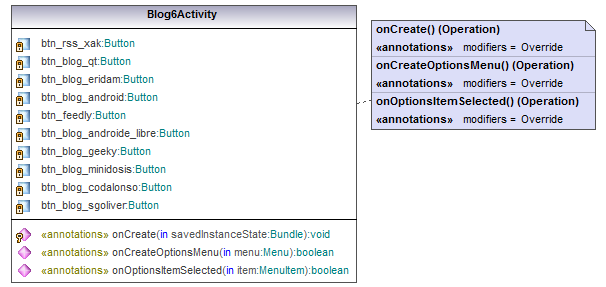 Blog6Activity
btn_rss_xak:Button
btn_blog_qt:Button
btn_blog_eridam:Button
btn_blog_android:Button
btn_feedly:Button
btn_blog_androide_libre:Button
btn_blog_geeky:Button
btn_blog_minidosis:Button
btn_blog_codalonso:Button
btn_blog_sgoliver:Button
«annotations» onCreate(in savedInstanceState:Bundle):void
«annotations» onCreateOptionsMenu(in menu:Menu):boolean
«annotations» onOptionsItemSelected(in item:MenuItem):boolean
onCreate() (Operation)
«annotations» modifiers = Override
onCreateOptionsMenu() (Operation)
«annotations» modifiers = Override
onOptionsItemSelected() (Operation)
«annotations» modifiers = Override